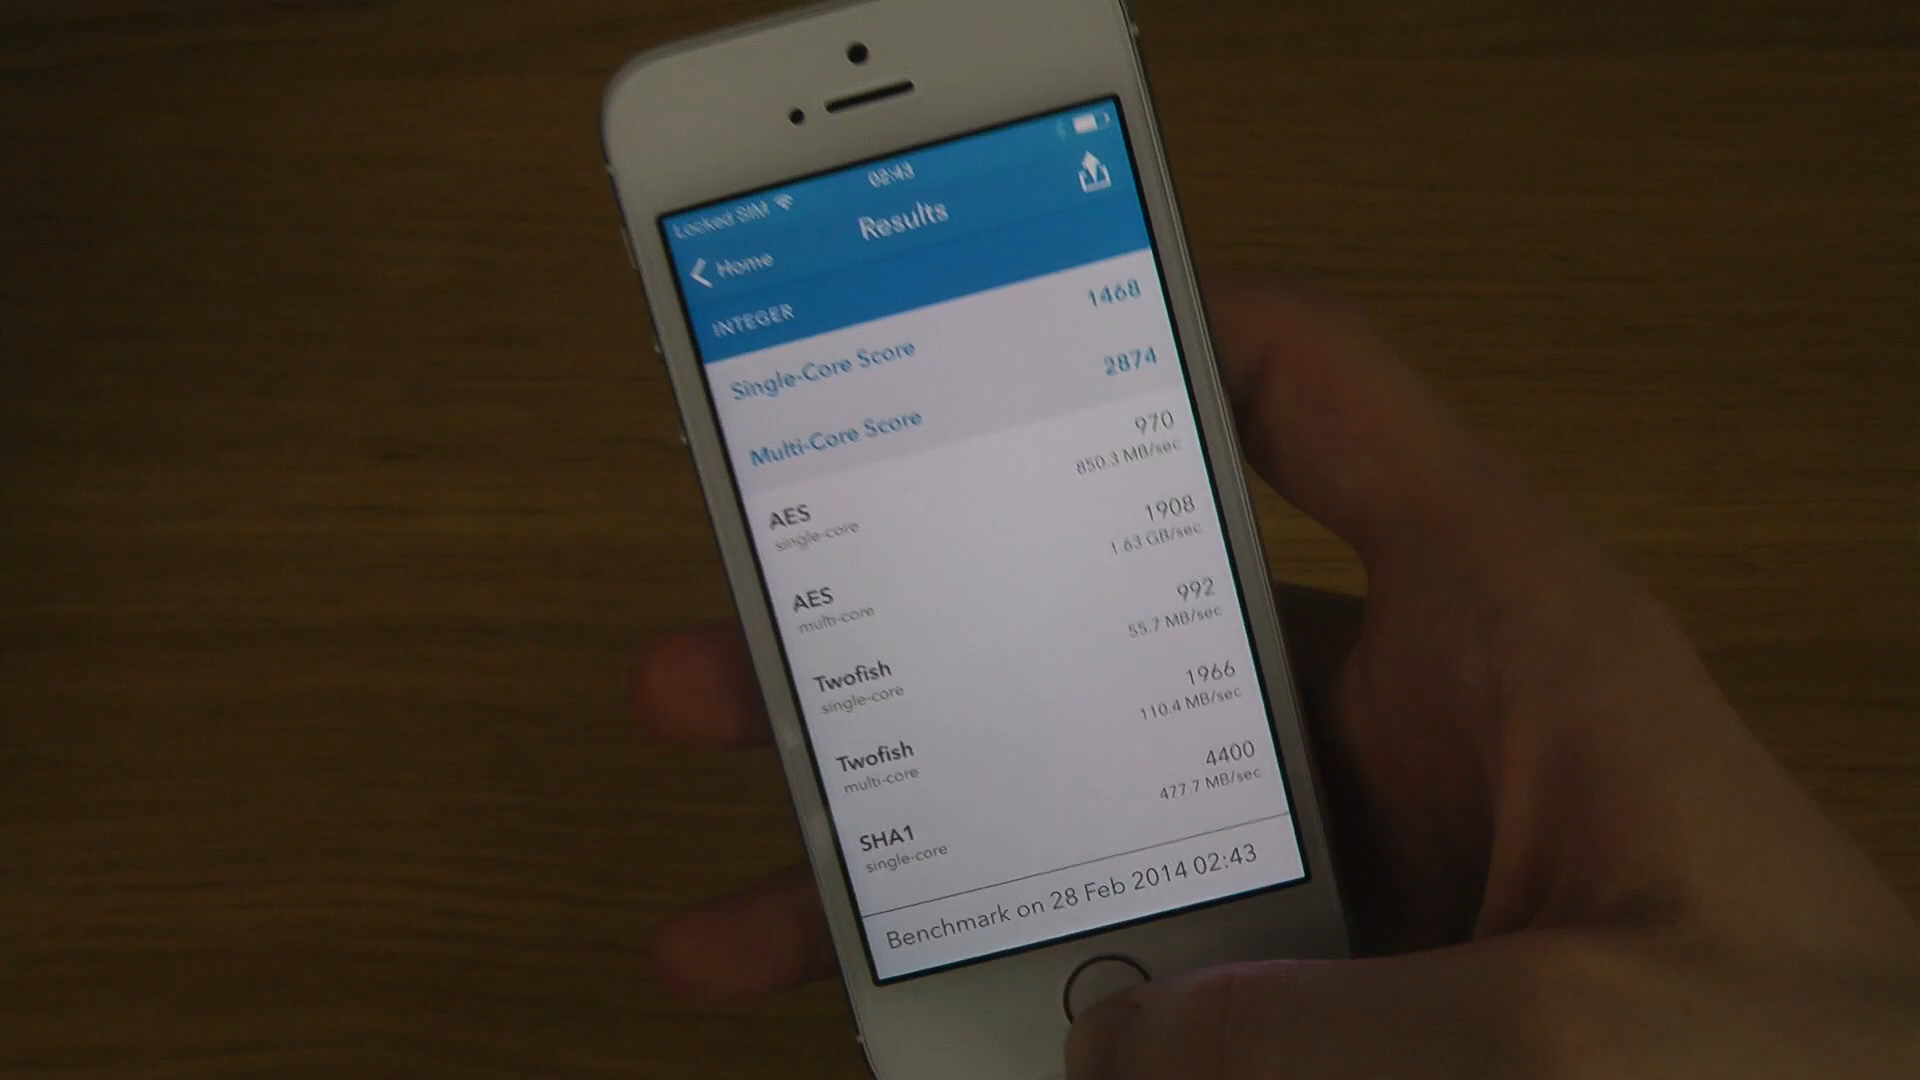 Locked SIM 02:43
Home Results
INTEGER
Single-Core Score 1468
Multi-Core Score 2874
AES 970
single-core 850.3 MB/sec
AES 1908
multi-core 1.63 GB/sec
Twofish 992
single-core 55.7 MB/sec
Twofish 1966
multi-core 110.4 MB/sec
SHA1 4400
single-core 477.7 MB/sec
Benchmark on 28 Feb 2014 02:43